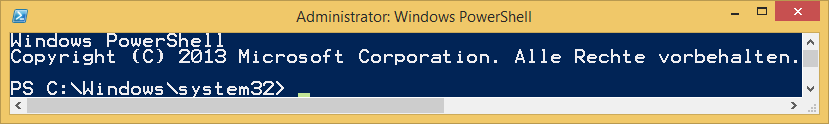 Administrator: Windows PowerShell
Windows PowerShell
Copyright (C) 2013 Microsoft Corporation. Alle Rechte vorbehalten.
PS C:\Windows\system32>